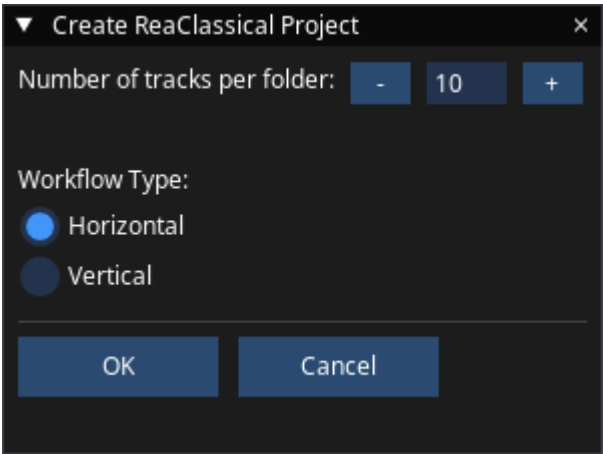 ▼ Create ReaClassical Project ×
Number of tracks per folder: - 10 +
Workflow Type:
Horizontal
Vertical
OK Cancel